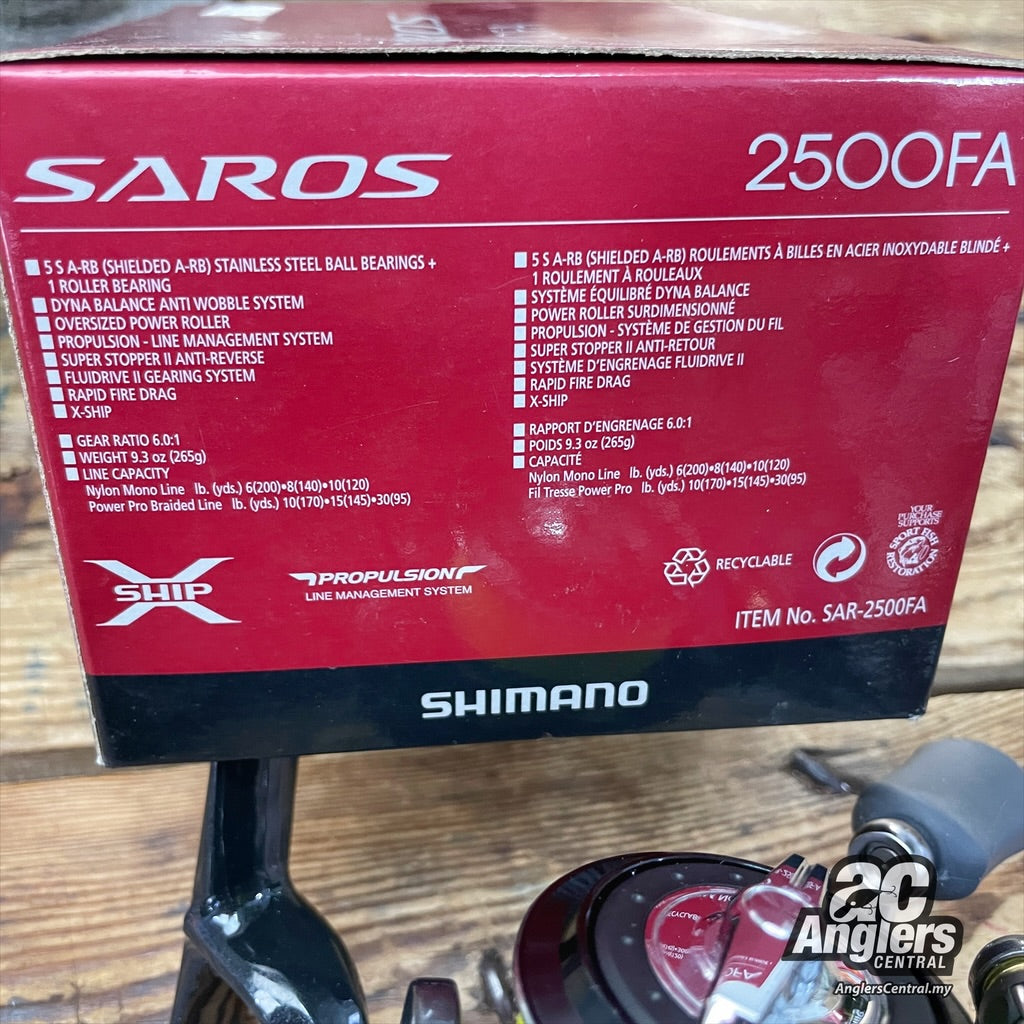 SAROS
2500FA
5 S A-RB (SHIELDED A-RB) STAINLESS STEEL BALL BEARINGS +
1 ROLLER BEARING
DYNA BALANCE ANTI WOBBLE SYSTEM
OVERSIZED POWER ROLLER
PROPULSION - LINE MANAGEMENT SYSTEM
SUPER STOPPER II ANTI-REVERSE
FLUIDRIVE II GEARING SYSTEM
RAPID FIRE DRAG
X-SHIP
GEAR RATIO 6.0:1
WEIGHT 9.3 oz (265g)
LINE CAPACITY
Nylon Mono Line lb. (yds.) 6(200)•8(140)•10(120)
Power Pro Braided Line lb. (yds.) 10(170)•15(145)•30(95)
5 S A-RB (SHIELDED A-RB) ROULEMENTS À BILLES EN ACIER INOXYDABLE BLINDÉ +
1 ROULEMENT À ROULEAUX
SYSTÈME ÉQUILIBRÉ DYNA BALANCE
POWER ROLLER SURDIMENSIONNÉ
PROPULSION - SYSTÈME DE GESTION DU FIL
SUPER STOPPER II ANTI-RETOUR
SYSTÈME D'ENGRENAGE FLUIDRIVE II
RAPID FIRE DRAG
X-SHIP
RAPPORT D'ENGRENAGE 6.0:1
POIDS 9.3 oz (265g)
CAPACITÉ
Nylon Mono Line lb. (yds.) 6(200)•8(140)•10(120)
Fil Tresse Power Pro lb. (yds.) 10(170)•15(145)•30(95)
X SHIP
PROPULSION
LINE MANAGEMENT SYSTEM
RECYCLABLE
YOUR
PURCHASE
SUPPORTS
SPORT FISH
RESTORATION
ITEM No. SAR-2500FA
SHIMANO
ac
Anglers
CENTRAL
AnglersCentral.my